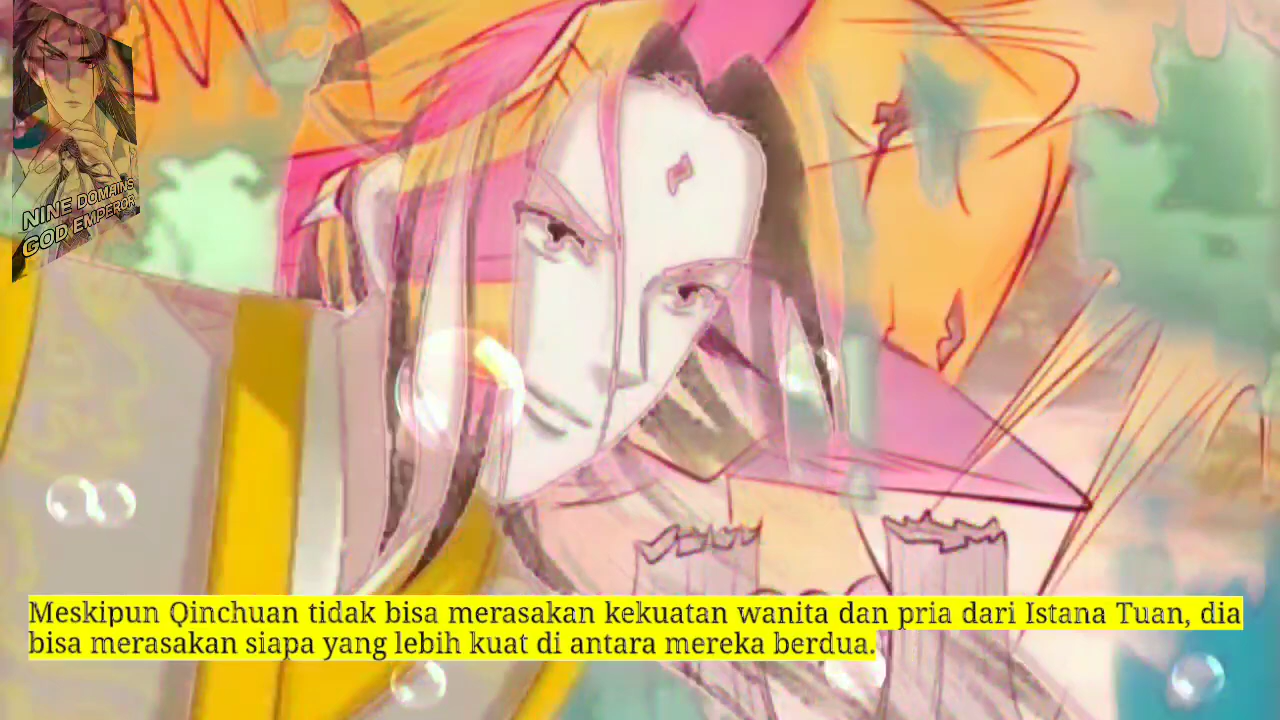 NINE DOMAINS
GOD EMPEROR
Meskipun Qinchuan tidak bisa merasakan kekuatan wanita dan pria dari Istana Tuan, dia
bisa merasakan siapa yang lebih kuat di antara mereka berdua.